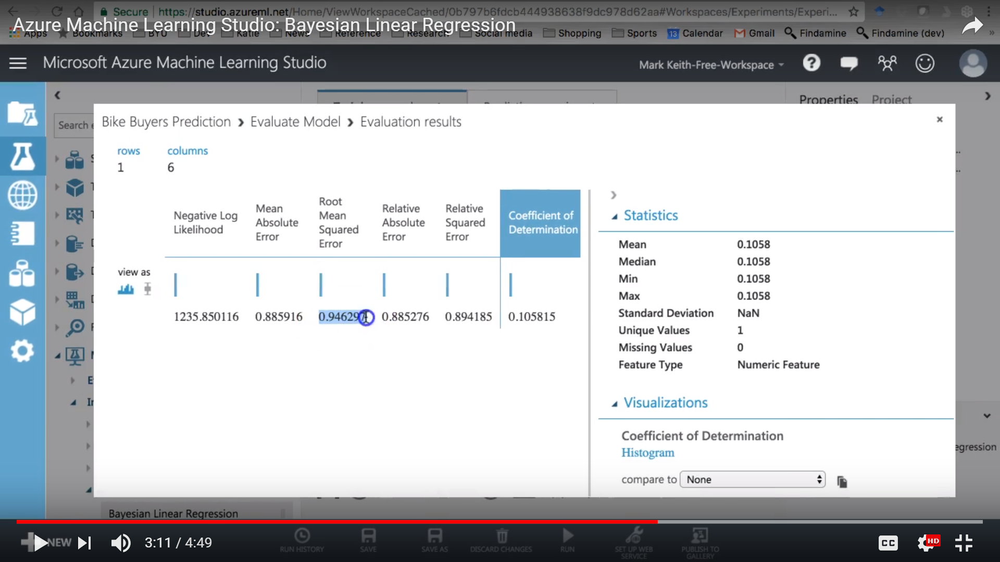 Secure https://studio.azureml.net/Home/ViewWorkspaceCached/0b797b6fdcb444938638f9dc978d62aa#Workspaces/Experiments/Experi...
Azure Machine Learning Studio: Bayesian Linear Regression
Apps Bookmarks BYU Dev Katie News Reference Research Social media Shopping Sports 13 Calendar Gmail Findamine Findamine (dev) »
Microsoft Azure Machine Learning Studio
Mark Keith-Free-Workspace
Properties Project
Search
Bike Buyers Prediction › Evaluate Model › Evaluation results
rows columns
1 6
Negative Log Likelihood
Mean Absolute Error
Root Mean Squared Error
Relative Absolute Error
Relative Squared Error
Coefficient of Determination
view as
1235.850116 0.885916 0.946297 0.885276 0.894185 0.105815
Statistics
Mean 0.1058
Median 0.1058
Min 0.1058
Max 0.1058
Standard Deviation NaN
Unique Values 1
Missing Values 0
Feature Type Numeric Feature
Visualizations
Coefficient of Determination
Histogram
compare to None
egression
Bayesian Linear Regression
NEW
3:11 / 4:49
RUN HISTORY
SAVE
SAVE AS
DISCARD CHANGES
RUN
SET UP WEB SERVICE
PUBLISH TO GALLERY
CC
HD